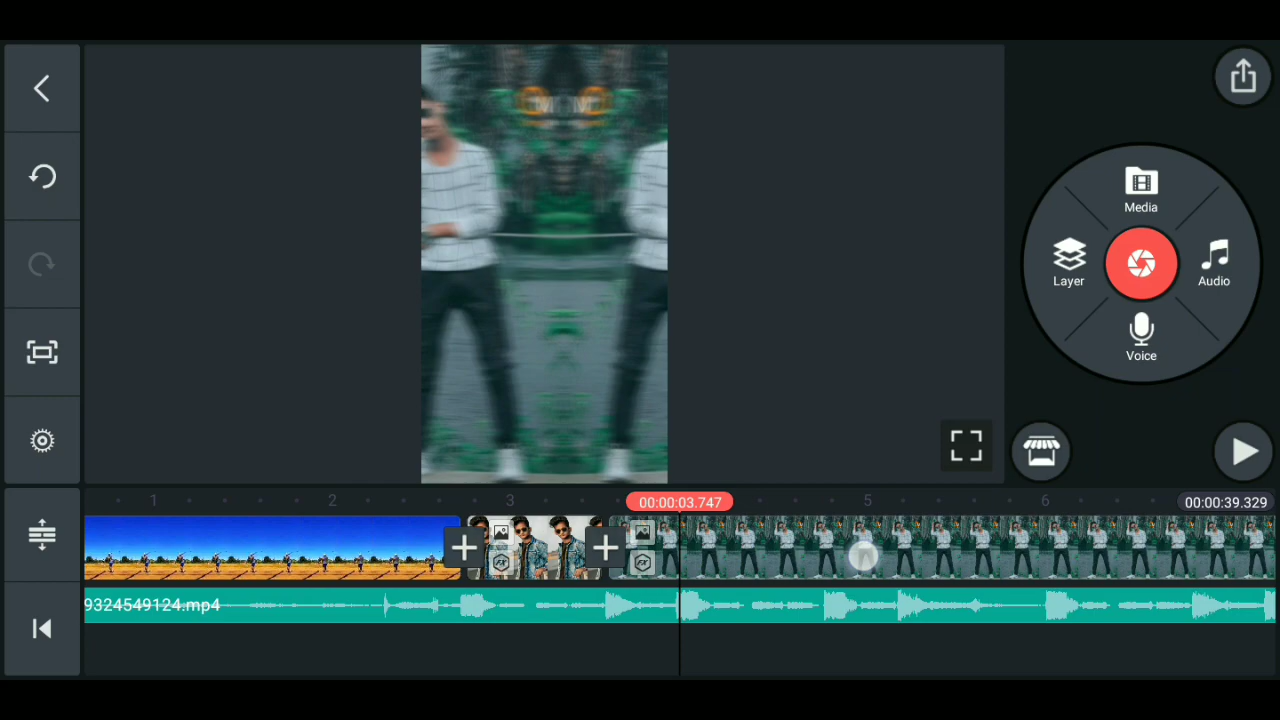 Media
Layer
Audio
Voice
1
2
3
00:00:03.747
5
6
00:00:39.329
9324549124.mp4